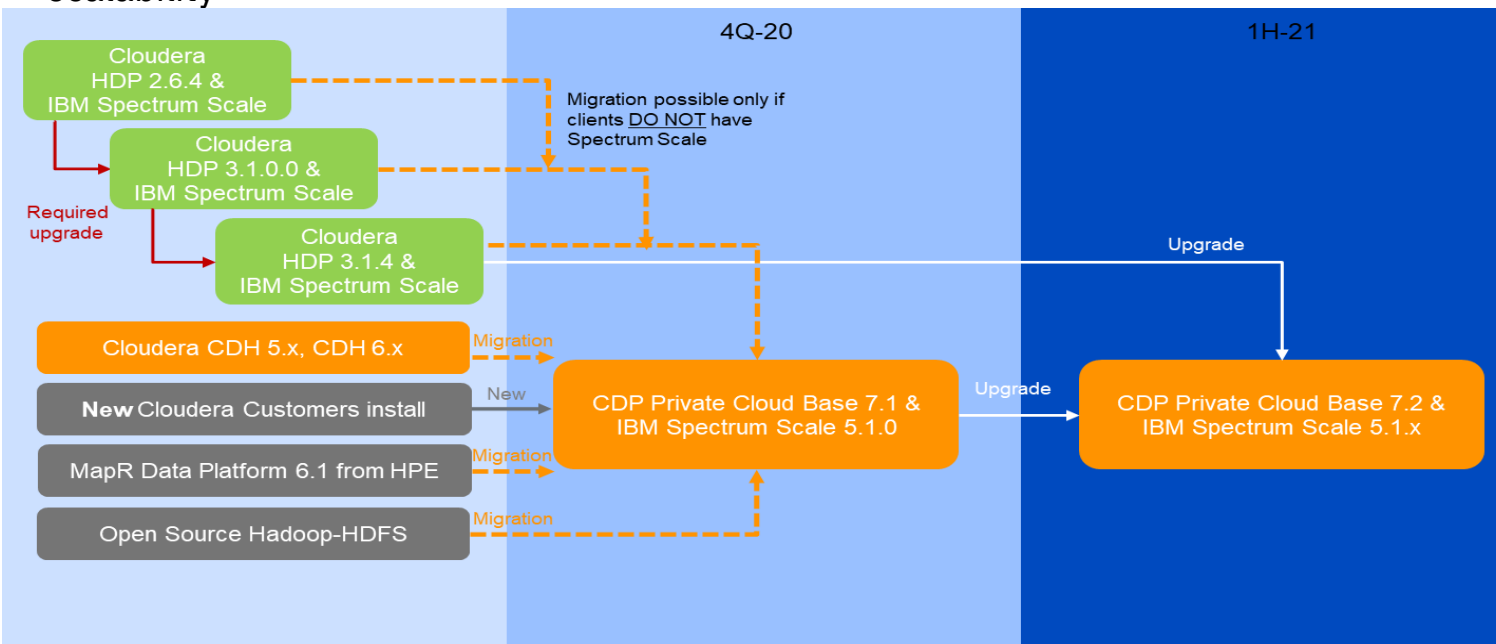 4Q-20
1H-21
Cloudera
HDP 2.6.4 &
IBM Spectrum Scale
Migration possible only if
clients DO NOT have
Spectrum Scale
Cloudera
HDP 3.1.0.0 &
IBM Spectrum Scale
Required
upgrade
Cloudera
HDP 3.1.4 &
IBM Spectrum Scale
Upgrade
Cloudera CDH 5.x, CDH 6.x
Migration
New Cloudera Customers install
New
CDP Private Cloud Base 7.1 &
IBM Spectrum Scale 5.1.0
Upgrade
CDP Private Cloud Base 7.2 &
IBM Spectrum Scale 5.1.x
MapR Data Platform 6.1 from HPE
Migration
Open Source Hadoop-HDFS
Migration